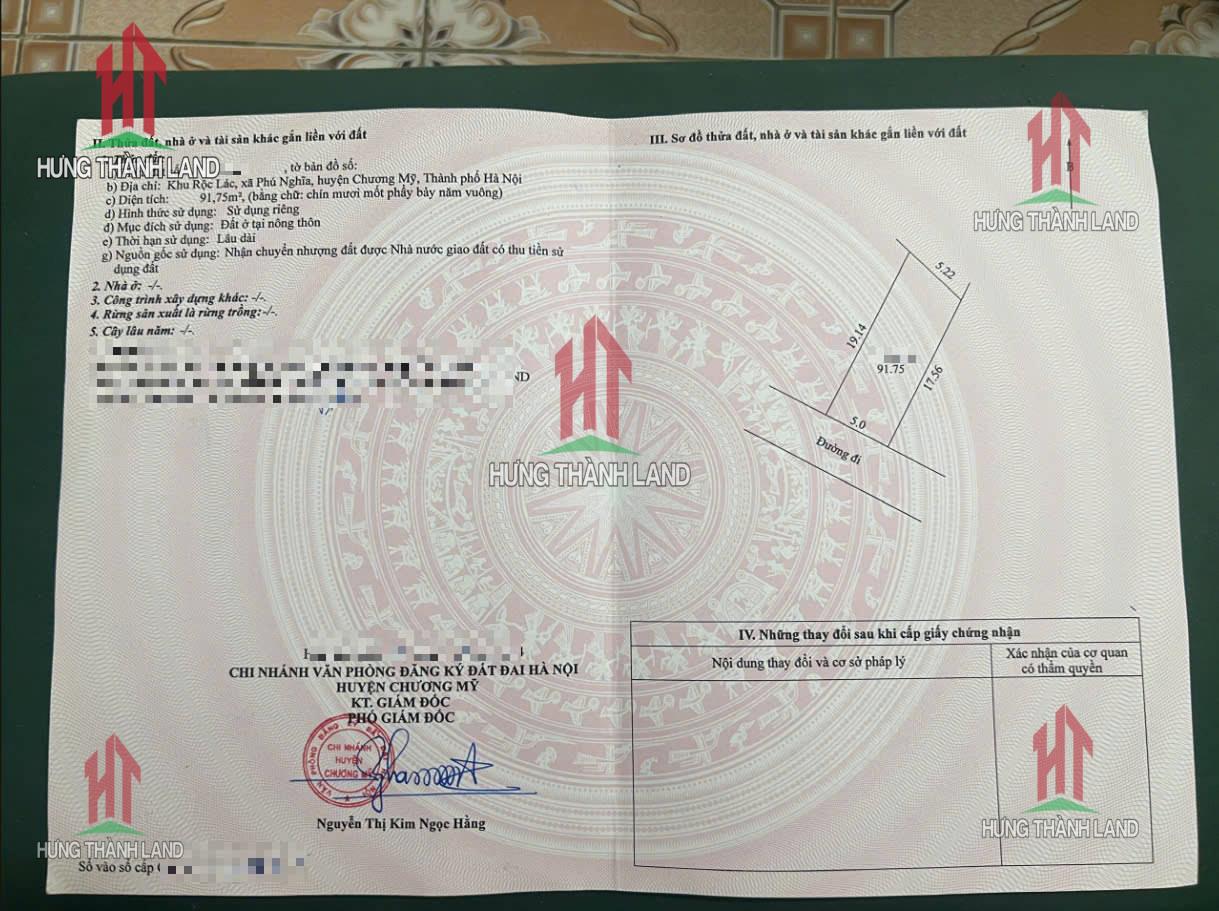 II. Thửa đất, nhà ở và tài sản khác gắn liền với đất
, tờ bản đồ số:
b) Địa chỉ: Khu Rộc Lác, xã Phú Nghĩa, huyện Chương Mỹ, Thành phố Hà Nội
c) Diện tích: 91,75m², (bằng chữ: chín mươi mốt phẩy bảy năm vuông)
d) Hình thức sử dụng: Sử dụng riêng
đ) Mục đích sử dụng: Đất ở tại nông thôn
e) Thời hạn sử dụng: Lâu dài
g) Nguồn gốc sử dụng: Nhận chuyển nhượng đất được Nhà nước giao đất có thu tiền sử
dụng đất
2. Nhà ở: -/-.
3. Công trình xây dựng khác: -/-.
4. Rừng sản xuất là rừng trồng: -/-.
5. Cây lâu năm: -/-.
CHI NHÁNH VĂN PHÒNG ĐĂNG KÝ ĐẤT ĐAI HÀ NỘI
HUYỆN CHƯƠNG MỸ
KT. GIÁM ĐỐC
PHÓ GIÁM ĐỐC
CHI NHÁNH
HUYỆN
CHƯƠNG MỸ
Nguyễn Thị Kim Ngọc Hằng
Số vào sổ cấp
III. Sơ đồ thửa đất, nhà ở và tài sản khác gắn liền với đất
B
5.22
19.14
91.75
17.56
5.0
Đường đi
IV. Những thay đổi sau khi cấp giấy chứng nhận
Nội dung thay đổi và cơ sở pháp lý
Xác nhận của cơ quan
có thẩm quyền
HƯNG THÀNH LAND
HƯNG THÀNH LAND
HƯNG THÀNH LAND
HƯNG THÀNH LAND
HƯNG THÀNH LAND